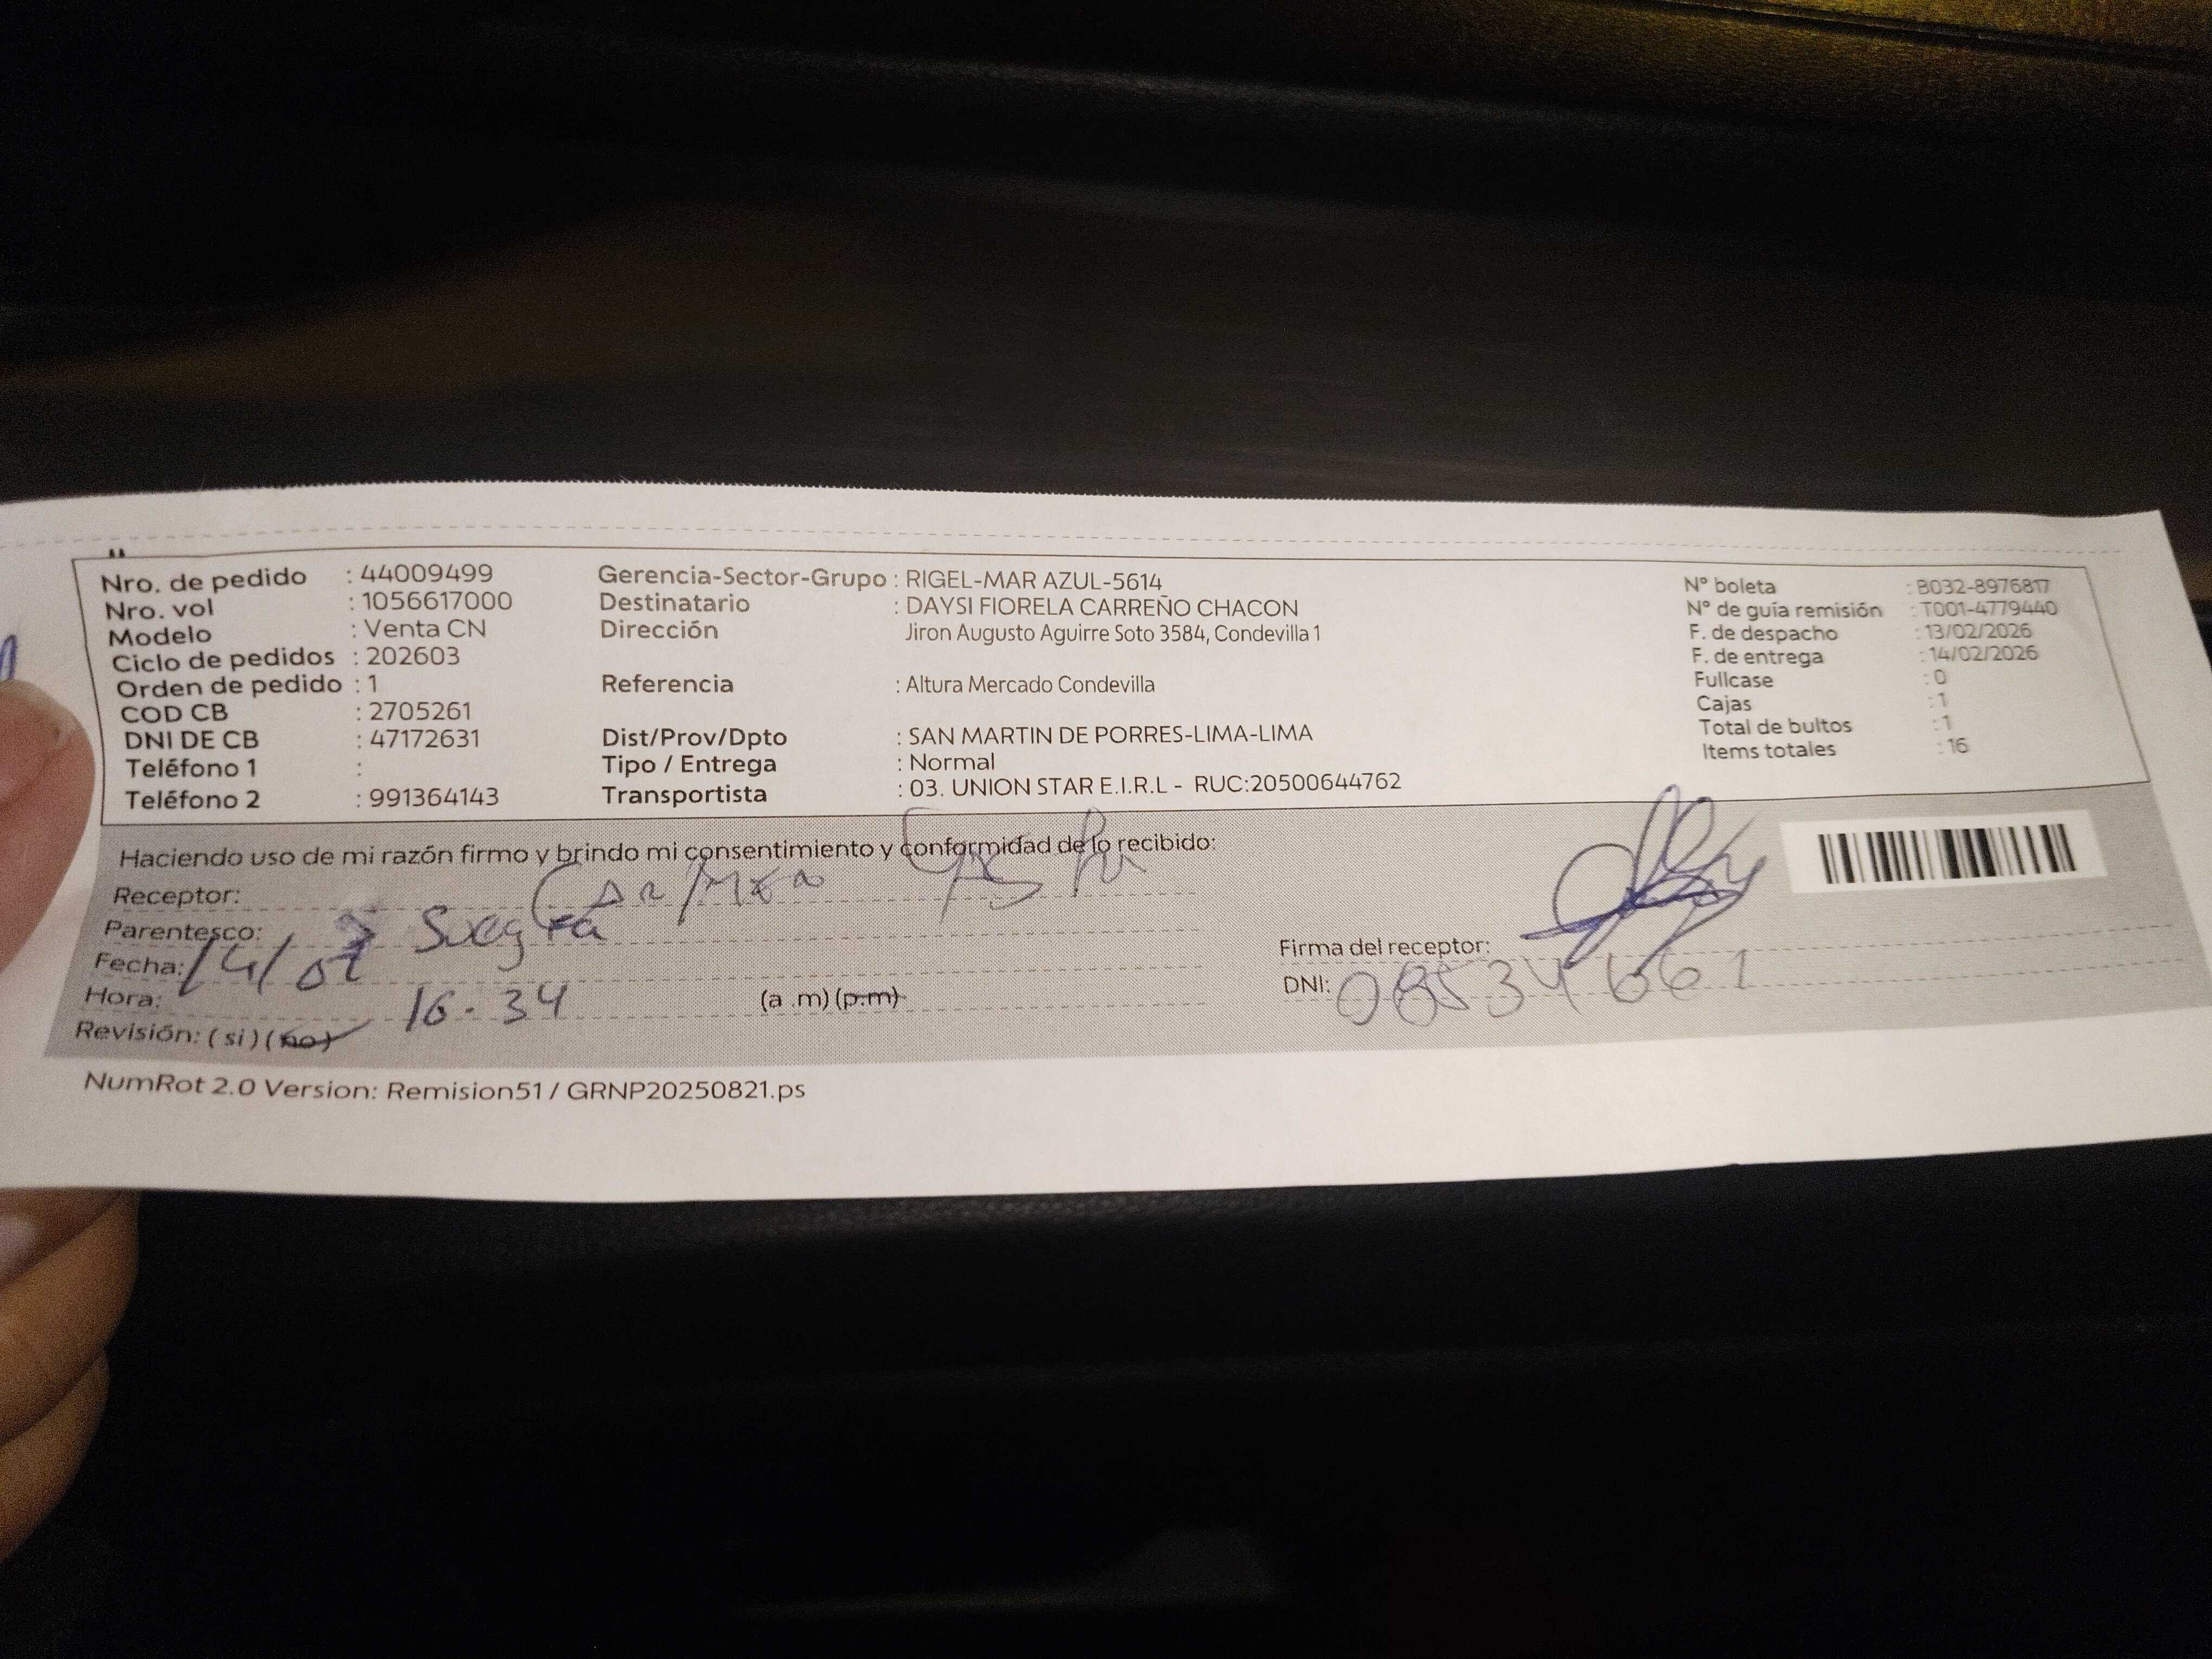 Nro. de pedido : 44009499
Nro. vol : 1056617000
Modelo : Venta CN
Ciclo de pedidos : 202603
Orden de pedido : 1
COD CB : 2705261
DNI DE CB : 47172631
Teléfono 1 :
Teléfono 2 : 991364143
Gerencia-Sector-Grupo : RIGEL-MAR AZUL-5614
Destinatario : DAYSI FIORELA CARREÑO CHACON
Dirección Jiron Augusto Aguirre Soto 3584, Condevilla 1
Referencia : Altura Mercado Condevilla
Dist/Prov/Dpto : SAN MARTIN DE PORRES-LIMA-LIMA
Tipo / Entrega : Normal
Transportista : 03. UNION STAR E.I.R.L - RUC:20500644762
N° boleta : B032-8976817
N° de guía remisión : T001-4779440
F. de despacho : 13/02/2026
F. de entrega : 14/02/2026
Fullcase : 0
Cajas : 1
Total de bultos : 1
Items totales : 16
Haciendo uso de mi razón firmo y brindo mi consentimiento y conformidad de lo recibido:
Receptor:
Parentesco: Suegra
Fecha: 14/02
Hora: 16.34 (a .m) (p.m)
Revisión: ( si ) ( no )
Firma del receptor:
DNI: 08534661
NumRot 2.0 Version: Remision51 / GRNP20250821.ps